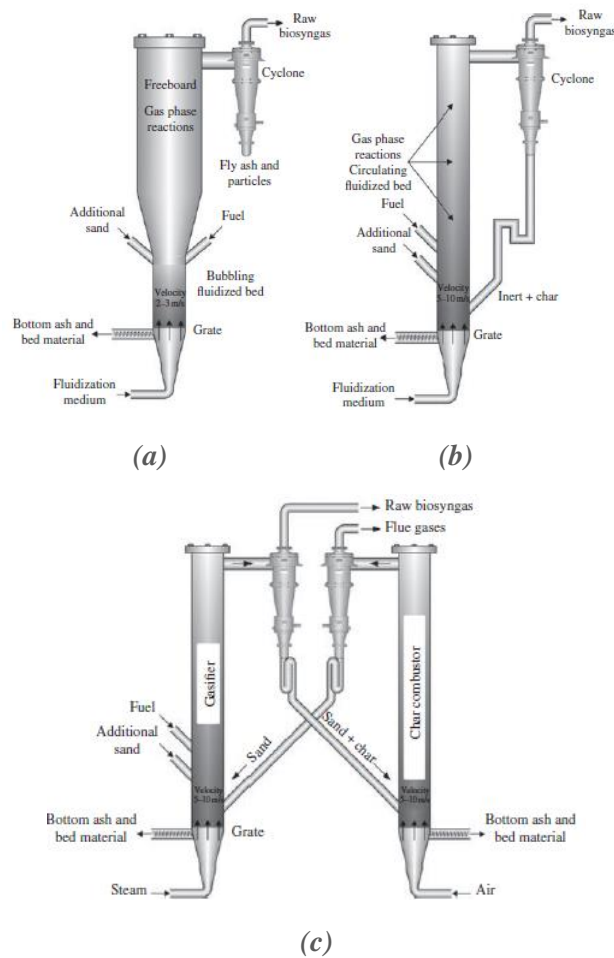 Raw
biosyngas
Cyclone
Freeboard
Gas phase
reactions
Fly ash and
particles
Additional
sand
Fuel
Velocity
2–3 m/s
Bubbling
fluidized bed
Bottom ash and
bed material
Grate
Fluidization
medium
(a)
Raw
biosyngas
Cyclone
Gas phase
reactions
Circulating
fluidized bed
Fuel
Additional
sand
Velocity
5–10 m/s
Inert + char
Bottom ash and
bed material
Grate
Fluidization
medium
(b)
Raw biosyngas
Flue gases
Gasifier
Char combustor
Fuel
Additional
sand
Sand
Sand + char
Velocity
5–10 m/s
Velocity
5–10 m/s
Bottom ash and
bed material
Grate
Bottom ash and
bed material
Steam
Air
(c)